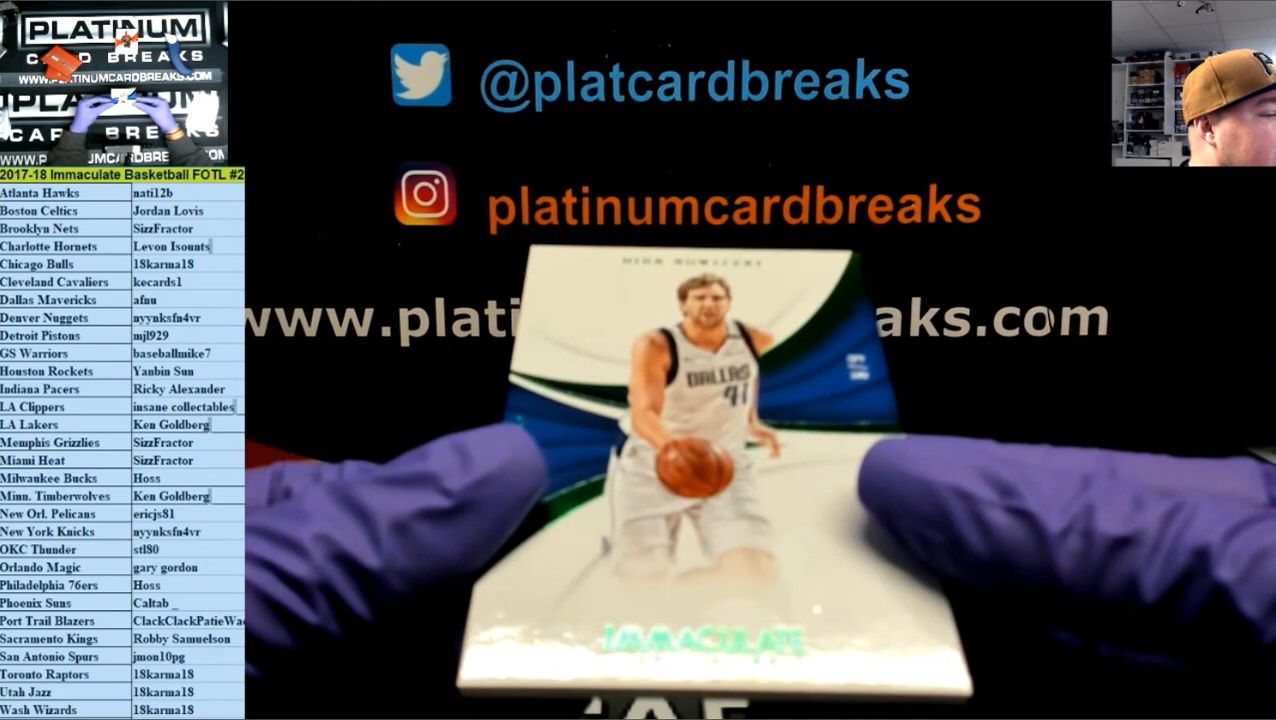 PLATINUM
CARD BREAKS
WWW.PLATINUMCARDBREAKS.COM
CARD BREAKS
@platcardbreaks
platinumcardbreaks
DIRK NOWITZKI
DALLAS
41
IMMACULATE
2017-18 Immaculate Basketball FOTL #2
Atlanta Hawks nati12b
Boston Celtics Jordan Lovis
Brooklyn Nets SizzFractor
Charlotte Hornets Levon Isounts
Chicago Bulls 18karma18
Cleveland Cavaliers kecards1
Dallas Mavericks afnu
Denver Nuggets nyynksfn4vr
Detroit Pistons mjl929
GS Warriors baseballmike7
Houston Rockets Yanbin Sun
Indiana Pacers Ricky Alexander
LA Clippers insane collectables
LA Lakers Ken Goldberg
Memphis Grizzlies SizzFractor
Miami Heat SizzFractor
Milwaukee Bucks Hoss
Minn. Timberwolves Ken Goldberg
New Orl. Pelicans ericjs81
New York Knicks nyynksfn4vr
OKC Thunder stl80
Orlando Magic gary gordon
Philadelphia 76ers Hoss
Phoenix Suns Caltab _
Port Trail Blazers ClackClackPatieWac
Sacramento Kings Robby Samuelson
San Antonio Spurs jmon10pg
Toronto Raptors 18karma18
Utah Jazz 18karma18
Wash Wizards 18karma18